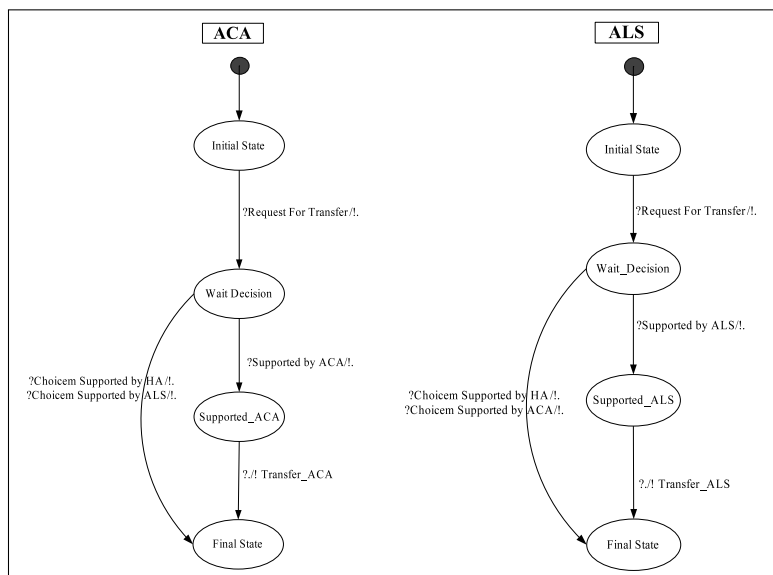 ACA
Initial State
?Request For Transfer/!.
Wait Decision
?Supported by ACA/!.
?Choicem Supported by HA/!.
?Choicem Supported by ALS/!.
Supported_ACA
?./! Transfer_ACA
Final State
ALS
Initial State
?Request For Transfer/!.
Wait_Decision
?Supported by ALS/!.
?Choicem Supported by HA/!.
?Choicem Supported by ACA/!.
Supported_ALS
?./! Transfer_ALS
Final State